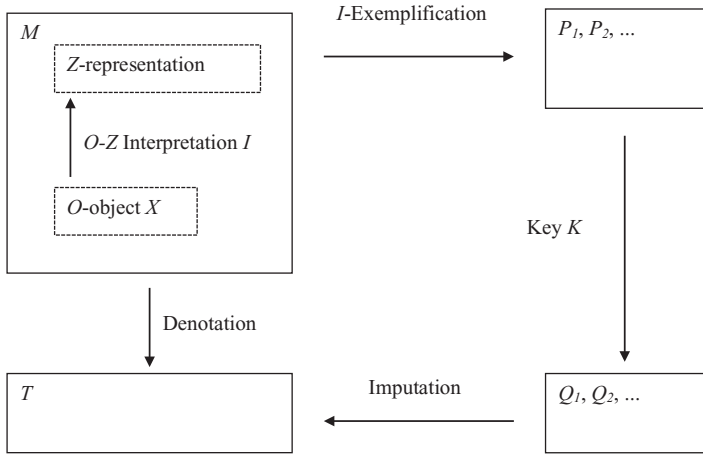 I-Exemplification
M
P1, P2, ...
Z-representation
O-Z Interpretation I
O-object X
Key K
Denotation
Imputation
T
Q1, Q2, ...